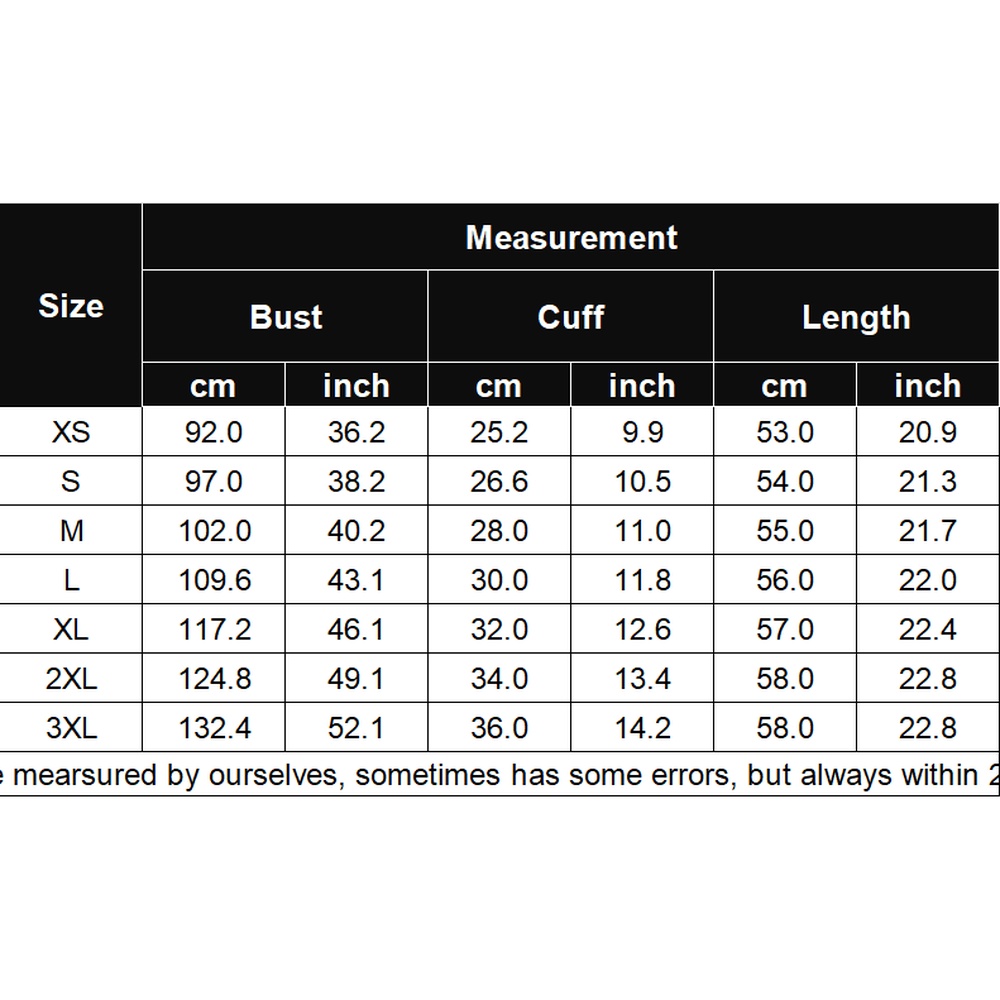 Measurement
Size
Bust Cuff Length
cm inch cm inch cm inch
XS 92.0 36.2 25.2 9.9 53.0 20.9
S 97.0 38.2 26.6 10.5 54.0 21.3
M 102.0 40.2 28.0 11.0 55.0 21.7
L 109.6 43.1 30.0 11.8 56.0 22.0
XL 117.2 46.1 32.0 12.6 57.0 22.4
2XL 124.8 49.1 34.0 13.4 58.0 22.8
3XL 132.4 52.1 36.0 14.2 58.0 22.8
mearsured by ourselves, sometimes has some errors, but always within